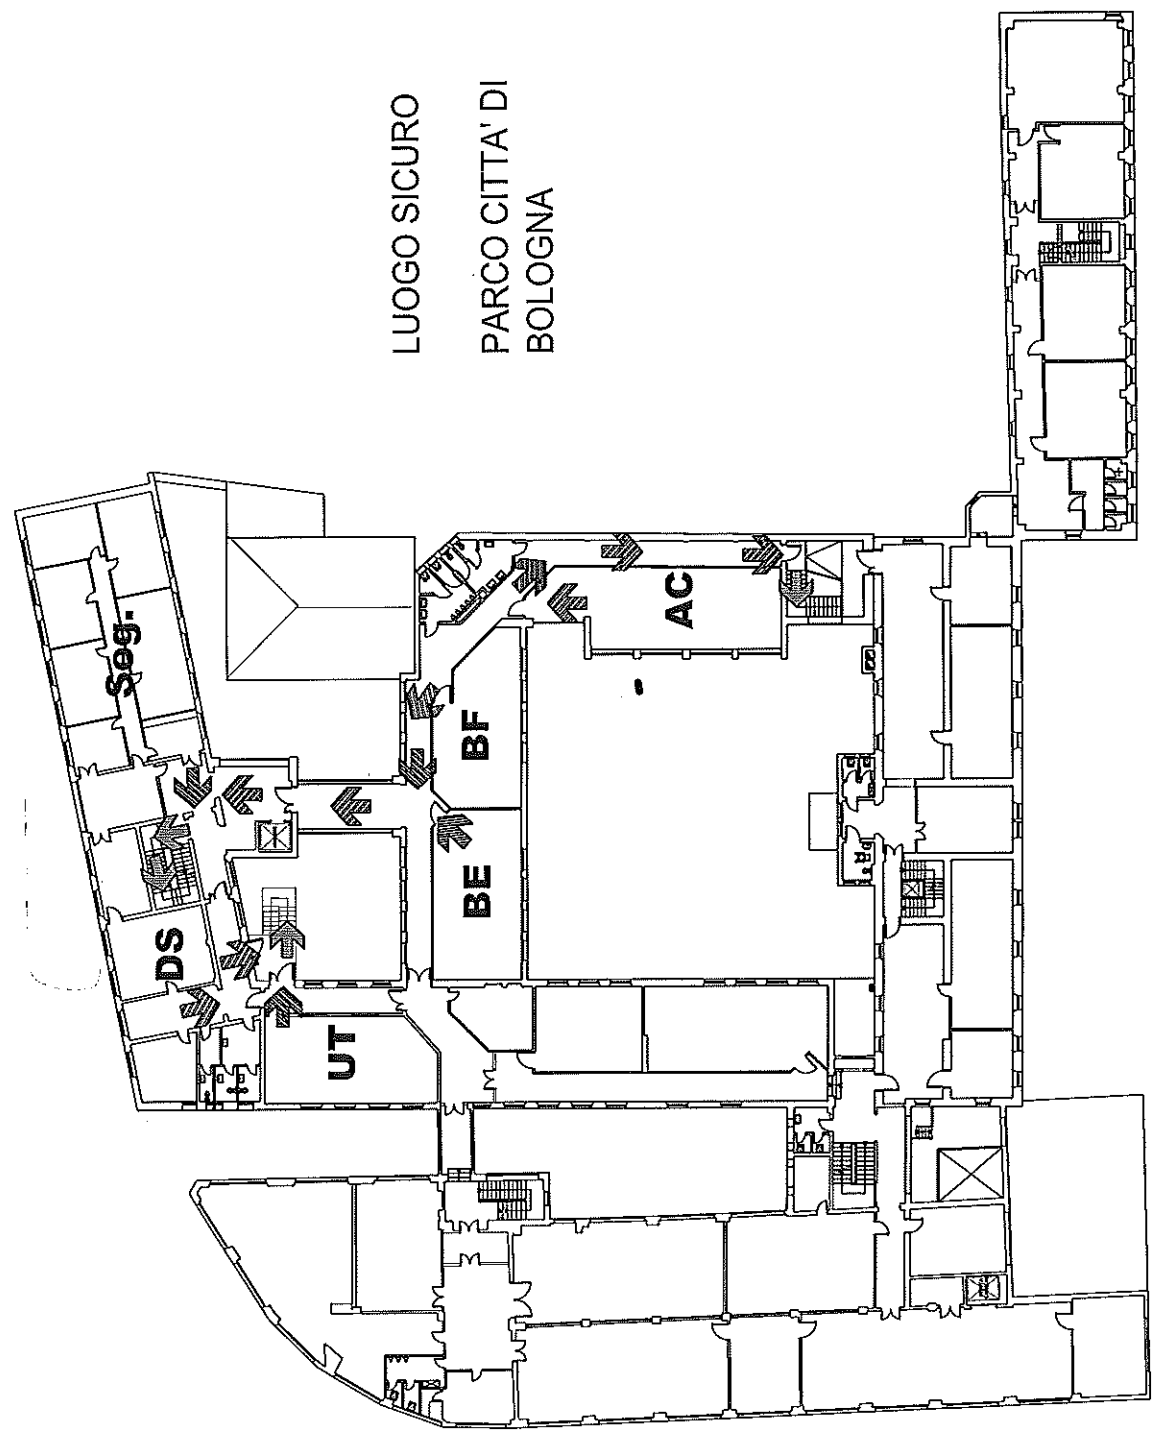 LUOGO SICURO
PARCO CITTA' DI
BOLOGNA
Seg.
DS
UT
BE
BF
AC